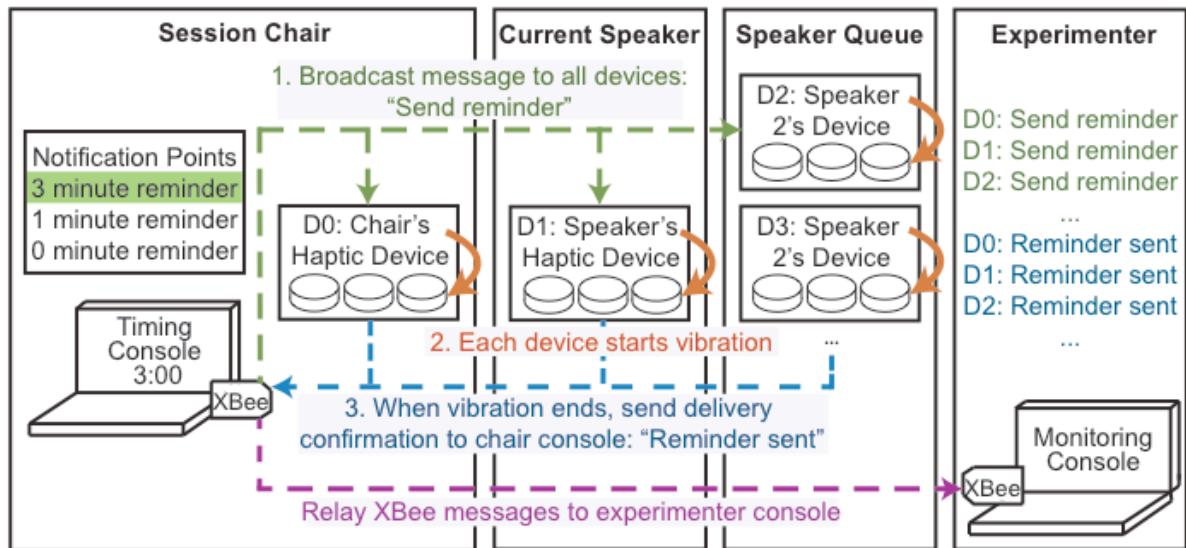 Session Chair
Current Speaker
Speaker Queue
Experimenter
1. Broadcast message to all devices:
“Send reminder”
Notification Points
3 minute reminder
1 minute reminder
0 minute reminder
D0: Chair’s
Haptic Device
D1: Speaker’s
Haptic Device
D2: Speaker
2’s Device
D3: Speaker
2’s Device
...
D0: Send reminder
D1: Send reminder
D2: Send reminder
...
D0: Reminder sent
D1: Reminder sent
D2: Reminder sent
...
2. Each device starts vibration
Timing
Console
3:00
XBee
3. When vibration ends, send delivery
confirmation to chair console: “Reminder sent”
Monitoring
Console
XBee
Relay XBee messages to experimenter console